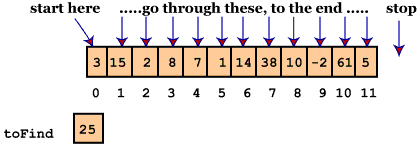 start here .....go through these, to the end ..... stop
3 15 2 8 7 1 14 38 10 -2 61 5
0 1 2 3 4 5 6 7 8 9 10 11
toFind 25